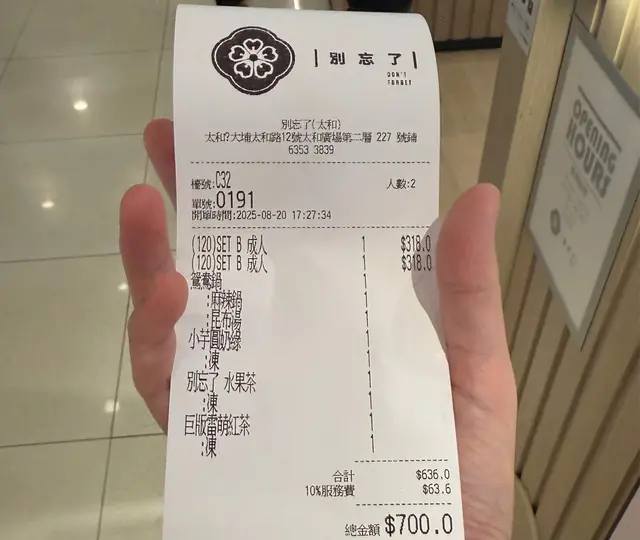 | 別忘了 |
DON'T
FORGET
別忘了(太和)
太和?大埔太和路12號太和廣場第二層 227 號鋪
6353 3839
檯號:C32 人數:2
單號:0191
開單時間:2025-08-20 17:27:34
(120)SET B 成人 1 $318.0
(120)SET B 成人 1 $318.0
鴛鴦鍋 1
:麻辣鍋 1
:昆布湯 1
小芋圓奶綠 1
:凍 1
別忘了 水果茶 1
:凍 1
巨版雷萌紅茶 1
:凍 1
合計 $636.0
10%服務費 $63.6
總金額 $700.0
OPENING
HOURS